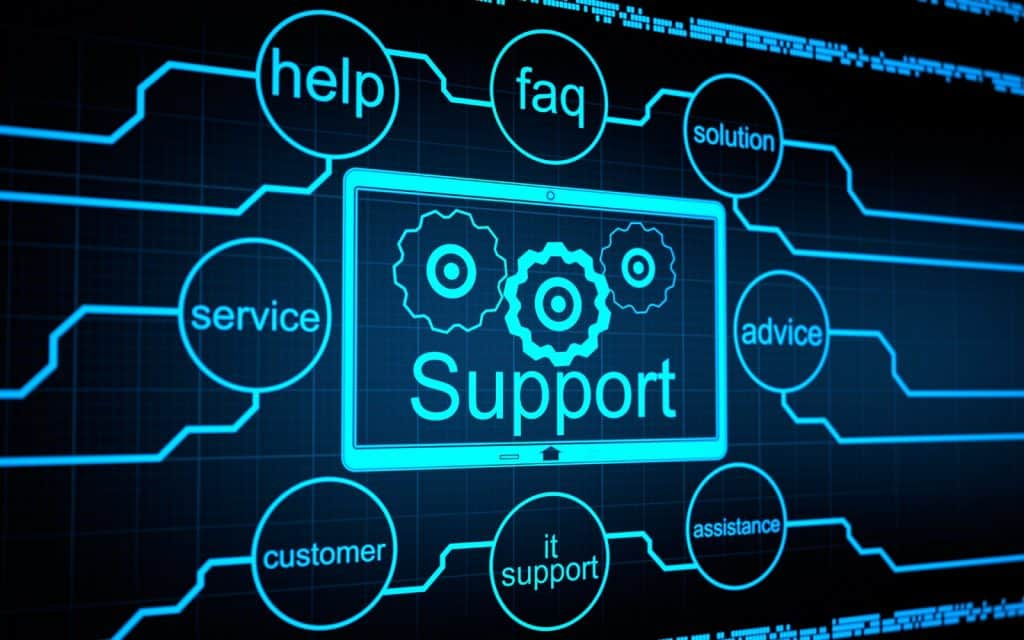 help
faq
solution
service
Support
advice
customer
it
support
assistance